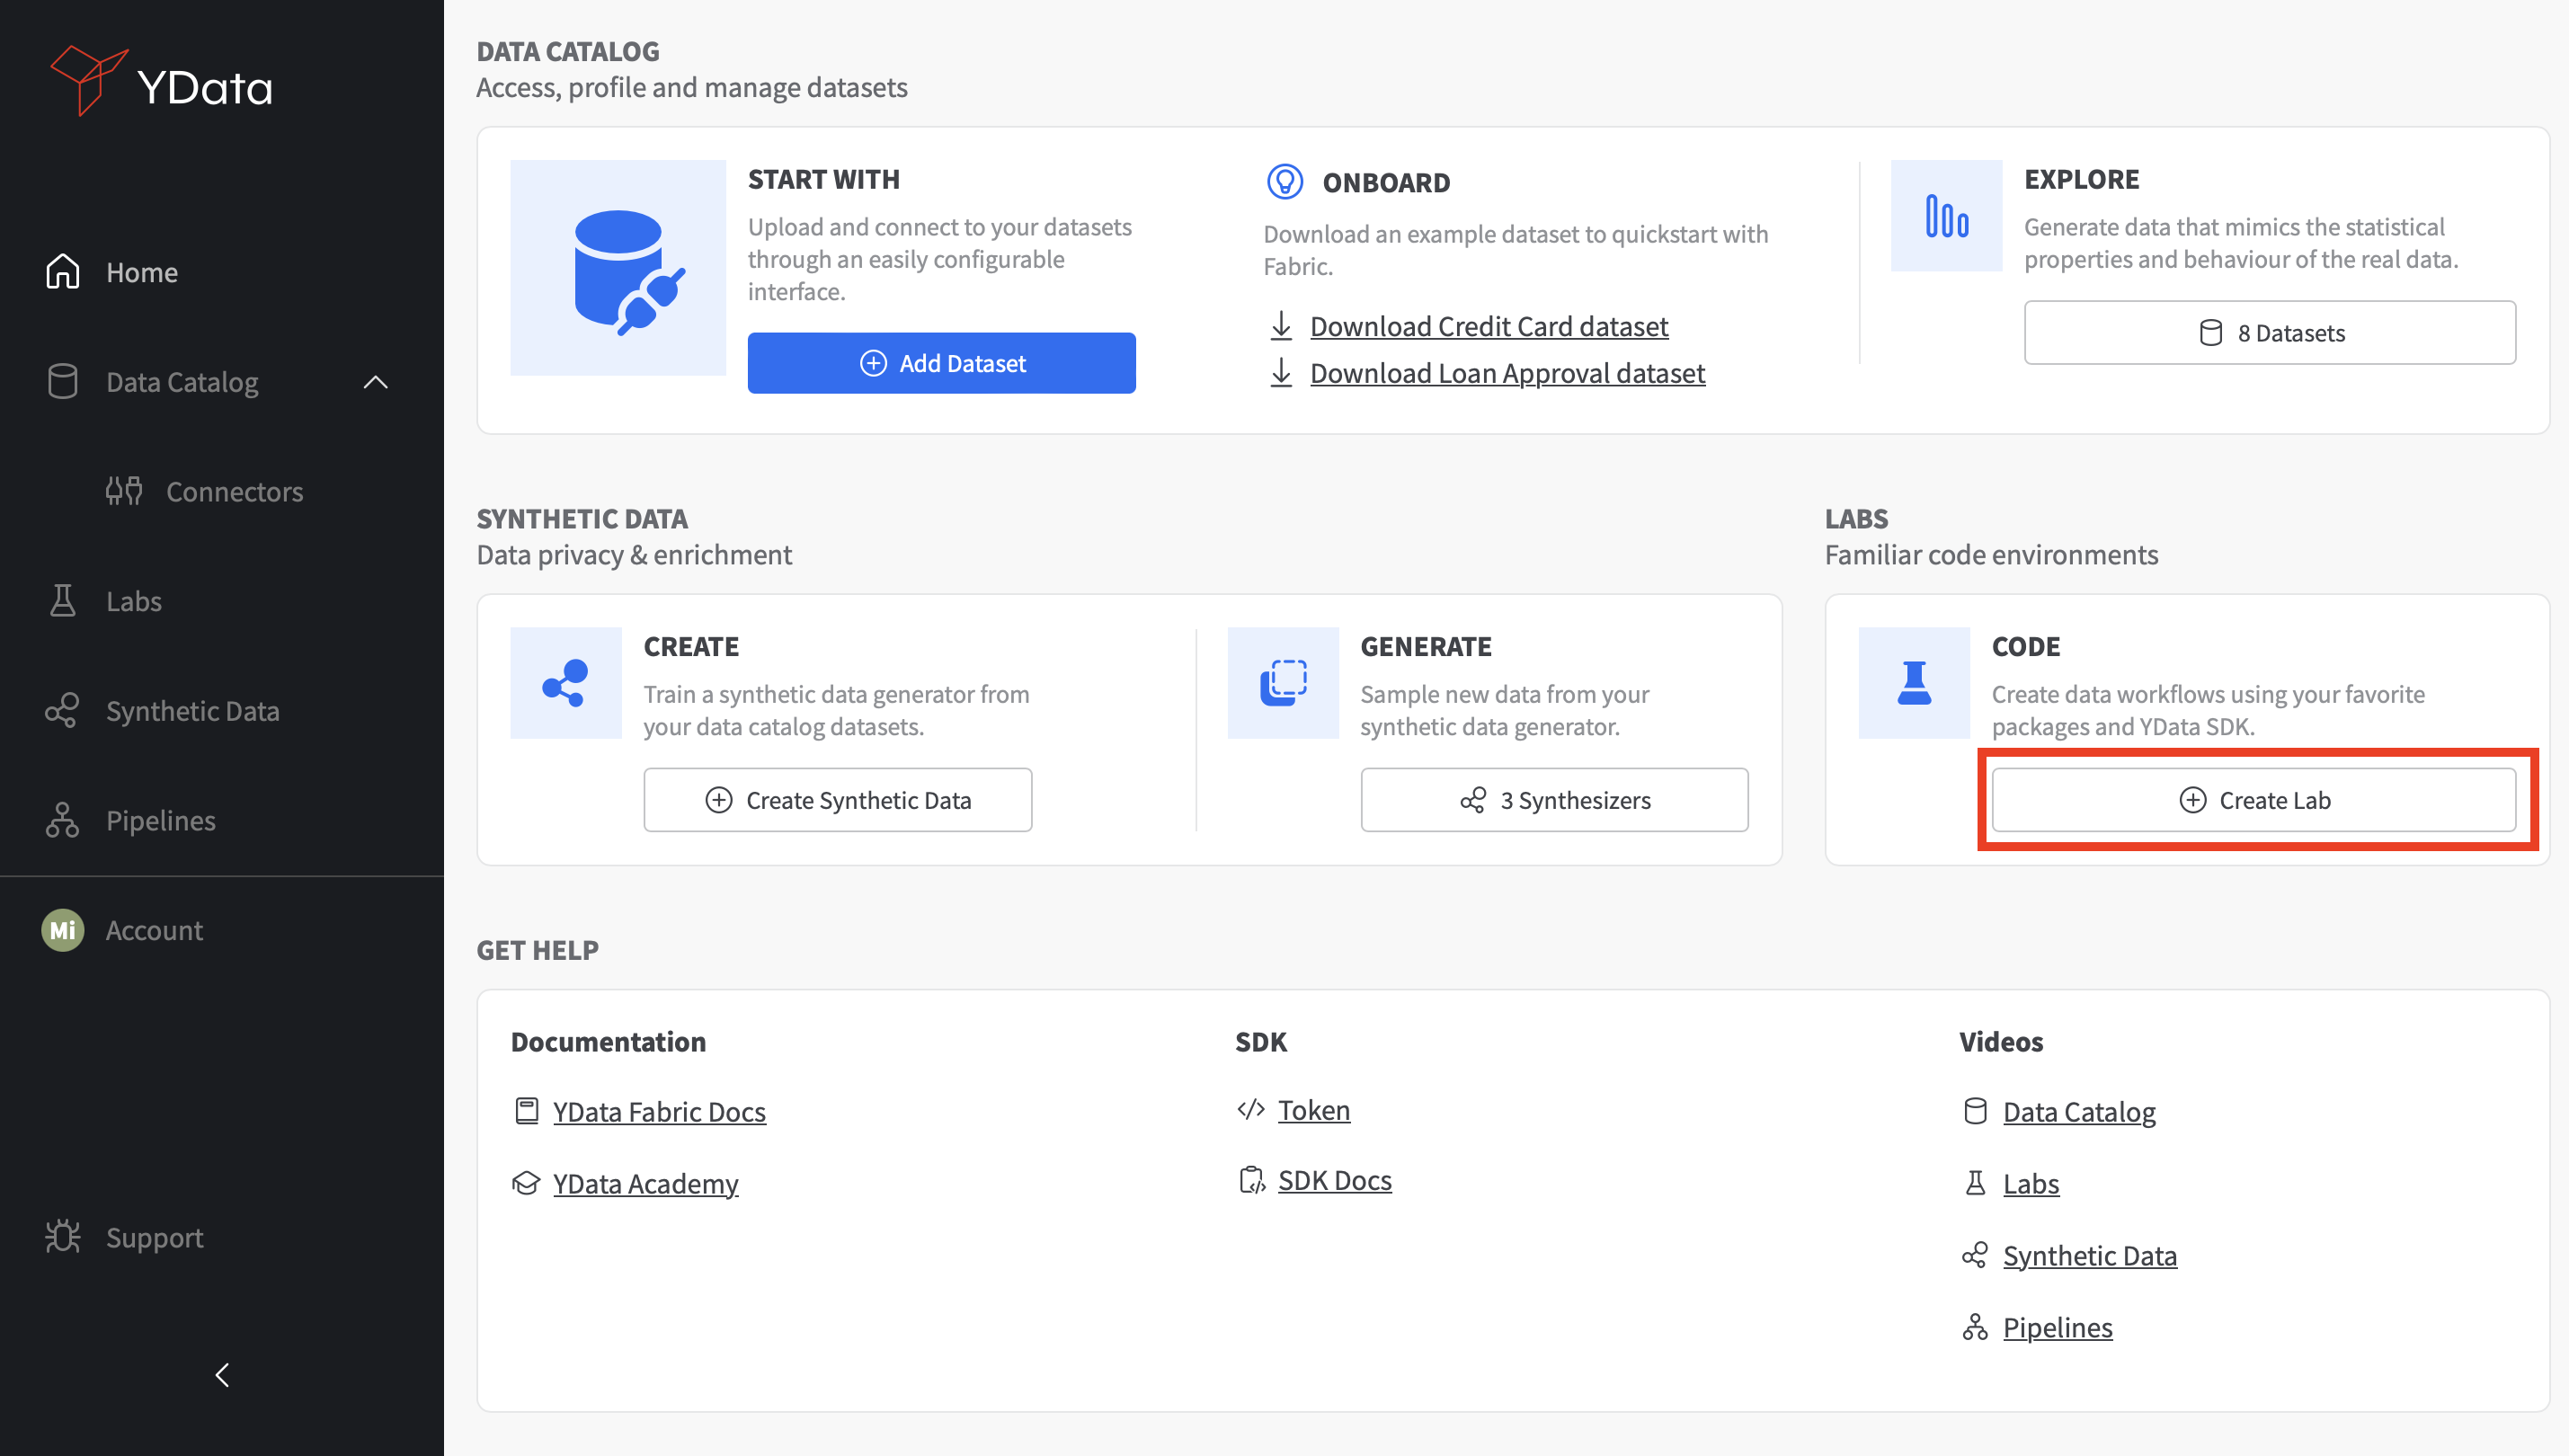 YData
Home
Data Catalog
Connectors
Labs
Synthetic Data
Pipelines
Mi Account
Support
DATA CATALOG
Access, profile and manage datasets
START WITH
Upload and connect to your datasets
through an easily configurable
interface.
Add Dataset
ONBOARD
Download an example dataset to quickstart with
Fabric.
Download Credit Card dataset
Download Loan Approval dataset
EXPLORE
Generate data that mimics the statistical
properties and behaviour of the real data.
8 Datasets
SYNTHETIC DATA
Data privacy & enrichment
CREATE
Train a synthetic data generator from
your data catalog datasets.
Create Synthetic Data
GENERATE
Sample new data from your
synthetic data generator.
3 Synthesizers
LABS
Familiar code environments
CODE
Create data workflows using your favorite
packages and YData SDK.
Create Lab
GET HELP
Documentation
YData Fabric Docs
YData Academy
SDK
Token
SDK Docs
Videos
Data Catalog
Labs
Synthetic Data
Pipelines